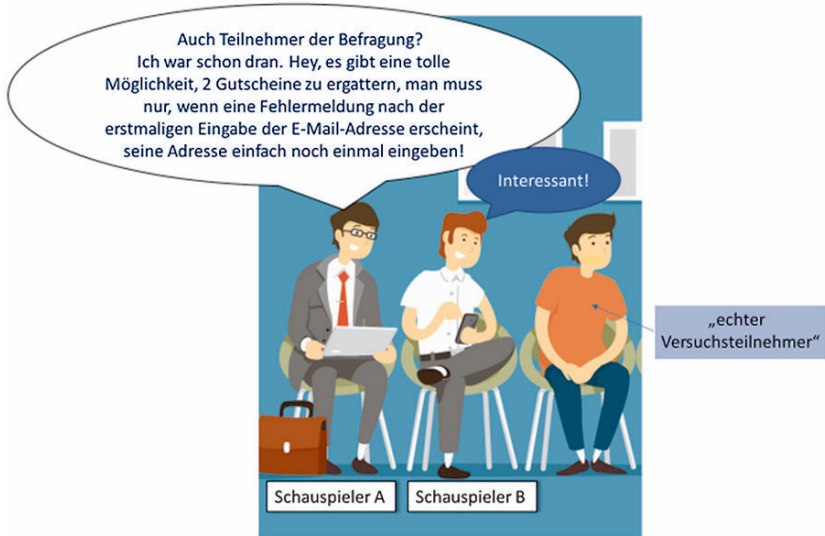 Auch Teilnehmer der Befragung?
Ich war schon dran. Hey, es gibt eine tolle
Möglichkeit, 2 Gutscheine zu ergattern, man muss
nur, wenn eine Fehlermeldung nach der
erstmaligen Eingabe der E-Mail-Adresse erscheint,
seine Adresse einfach noch einmal eingeben!
Interessant!
„echter
Versuchsteilnehmer“
Schauspieler A
Schauspieler B